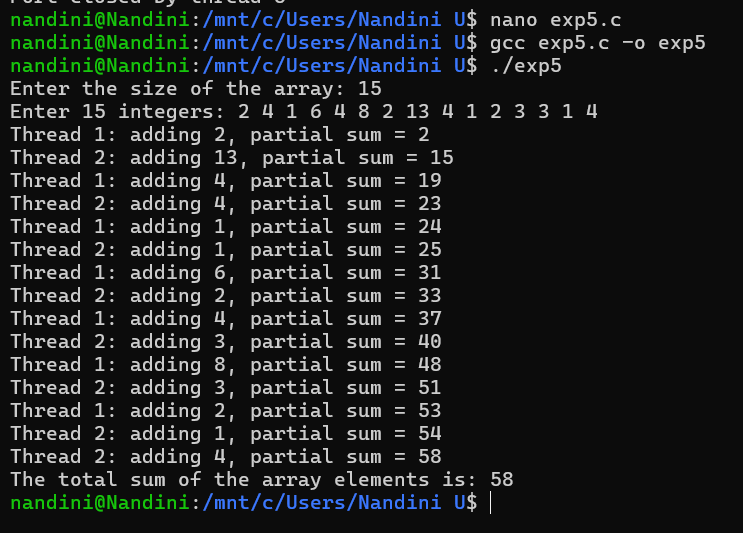 Port closed by thread 0
nandini@Nandini:/mnt/c/Users/Nandini U$ nano exp5.c
nandini@Nandini:/mnt/c/Users/Nandini U$ gcc exp5.c -o exp5
nandini@Nandini:/mnt/c/Users/Nandini U$ ./exp5
Enter the size of the array: 15
Enter 15 integers: 2 4 1 6 4 8 2 13 4 1 2 3 3 1 4
Thread 1: adding 2, partial sum = 2
Thread 2: adding 13, partial sum = 15
Thread 1: adding 4, partial sum = 19
Thread 2: adding 4, partial sum = 23
Thread 1: adding 1, partial sum = 24
Thread 2: adding 1, partial sum = 25
Thread 1: adding 6, partial sum = 31
Thread 2: adding 2, partial sum = 33
Thread 1: adding 4, partial sum = 37
Thread 2: adding 3, partial sum = 40
Thread 1: adding 8, partial sum = 48
Thread 2: adding 3, partial sum = 51
Thread 1: adding 2, partial sum = 53
Thread 2: adding 1, partial sum = 54
Thread 2: adding 4, partial sum = 58
The total sum of the array elements is: 58
nandini@Nandini:/mnt/c/Users/Nandini U$